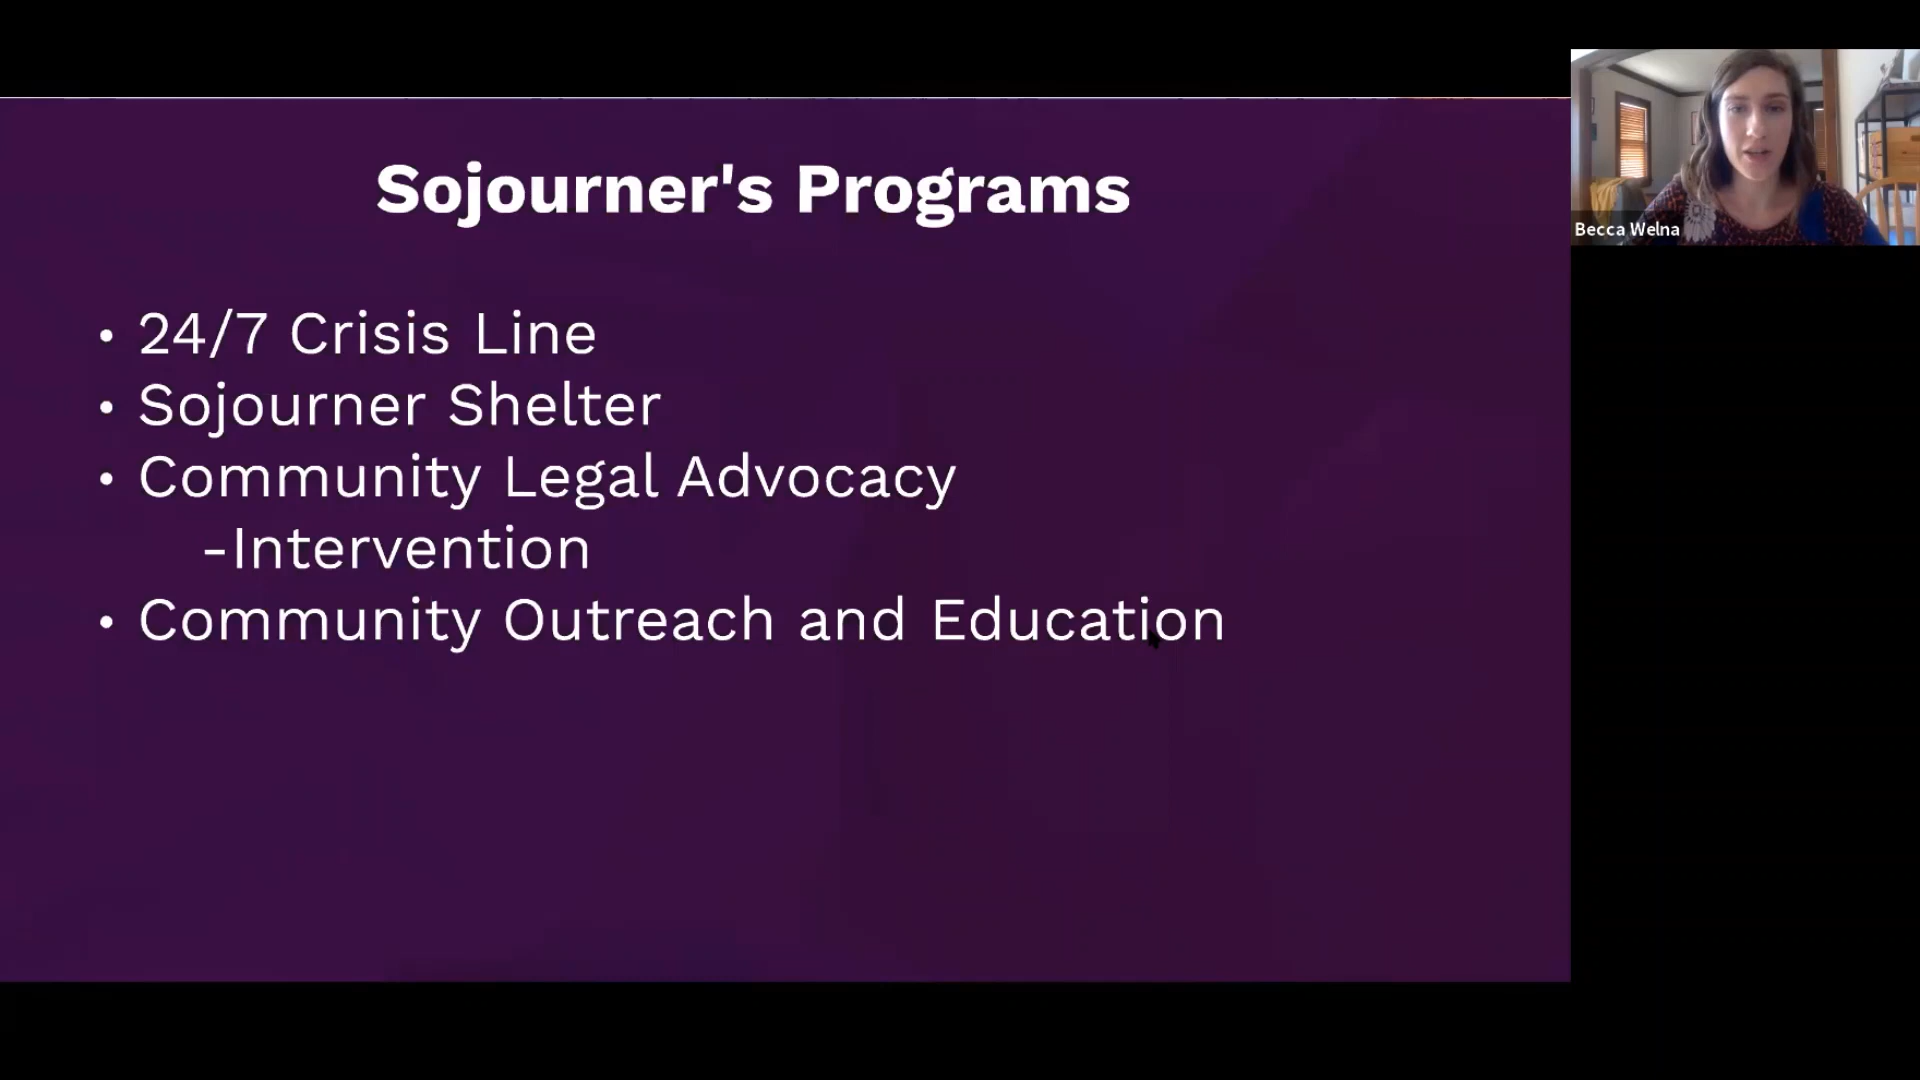 Sojourner's Programs
• 24/7 Crisis Line
• Sojourner Shelter
• Community Legal Advocacy
-Intervention
• Community Outreach and Education
Becca Welna